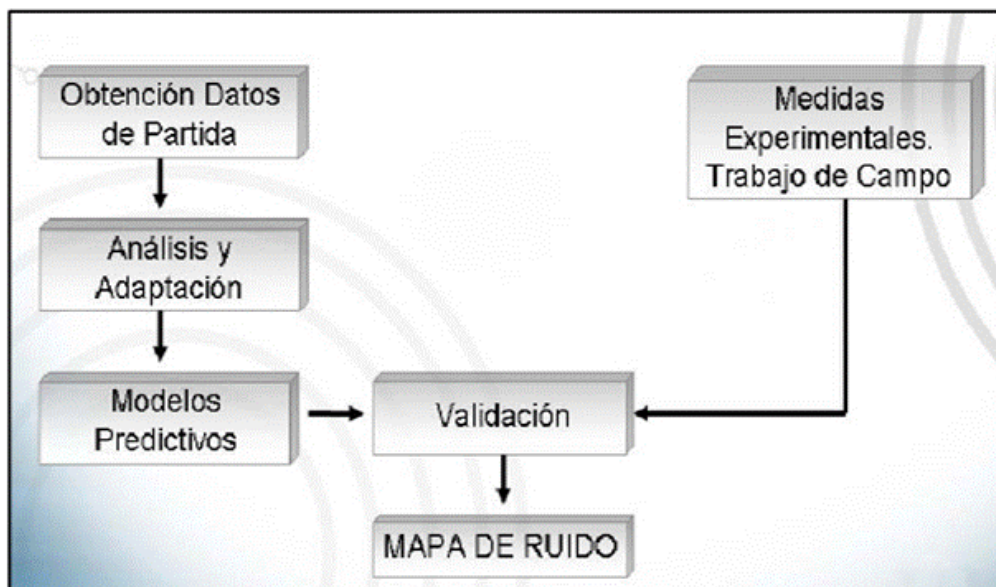 Obtención Datos
de Partida
Medidas
Experimentales.
Trabajo de Campo
Análisis y
Adaptación
Modelos
Predictivos
Validación
MAPA DE RUIDO